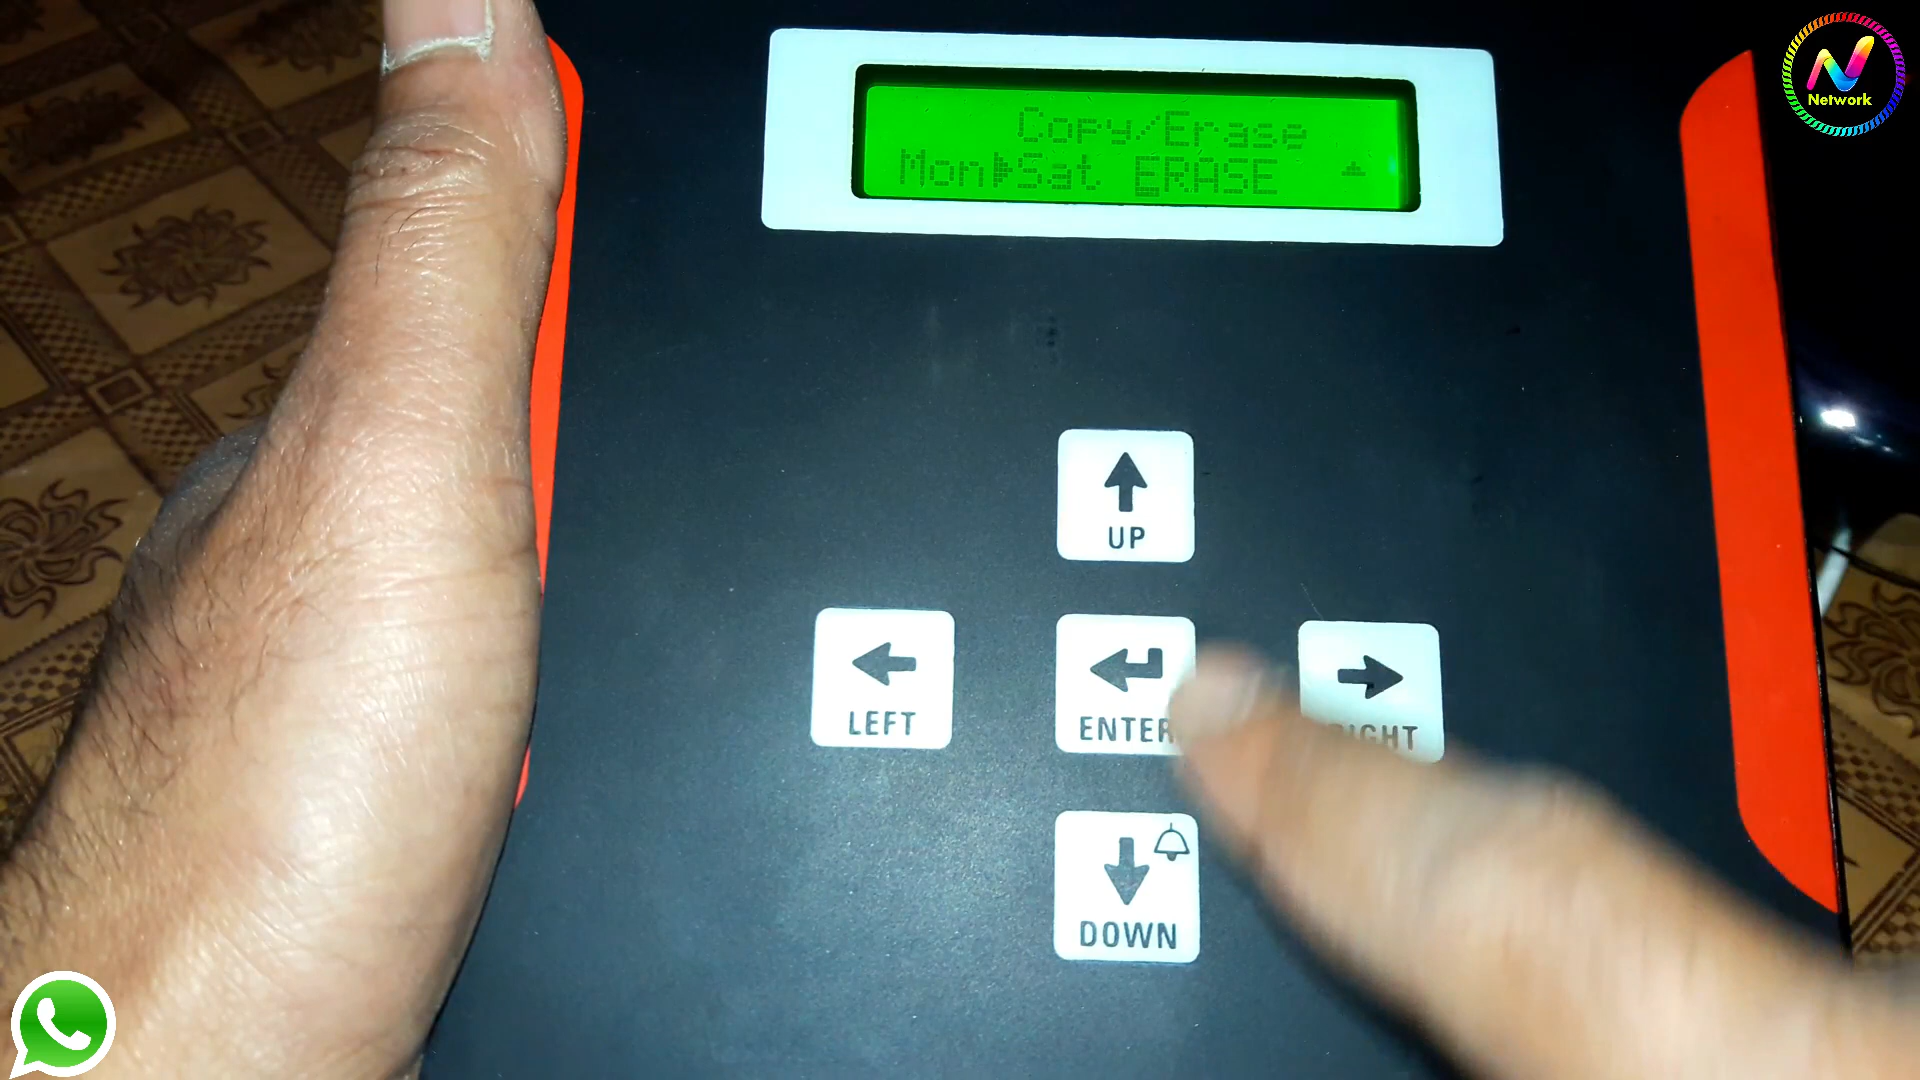 Copy/Erase
Mon▶Sat ERASE
UP
LEFT
ENTER
RIGHT
DOWN
Network